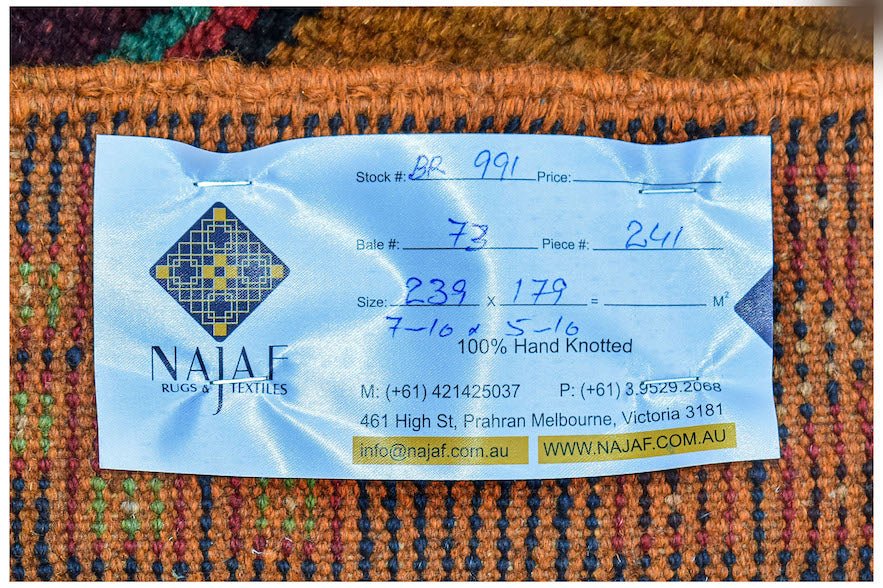 Stock #: BR 991 Price:
Bale #: 73 Piece #: 241
Size: 239 x 179 = M²
7-10 x 5-10
100% Hand Knotted
NAJAF
RUGS & TEXTILES
M: (+61) 421425037 P: (+61) 3.9529.2068
461 High St, Prahran Melbourne, Victoria 3181
info@najaf.com.au WWW.NAJAF.COM.AU